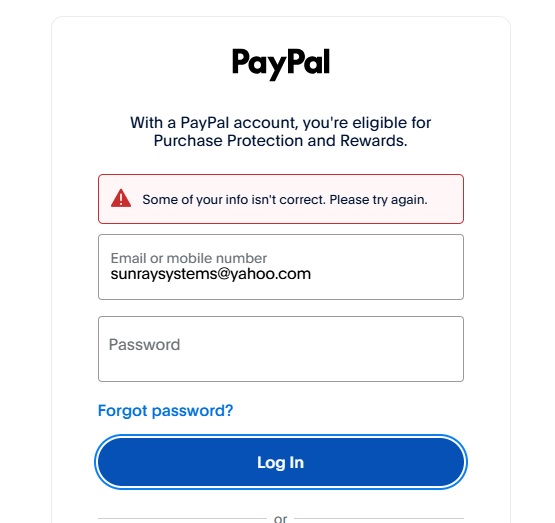 PayPal
With a PayPal account, you're eligible for
Purchase Protection and Rewards.
Some of your info isn't correct. Please try again.
Email or mobile number
sunraysystems@yahoo.com
Password
Forgot password?
Log In
or